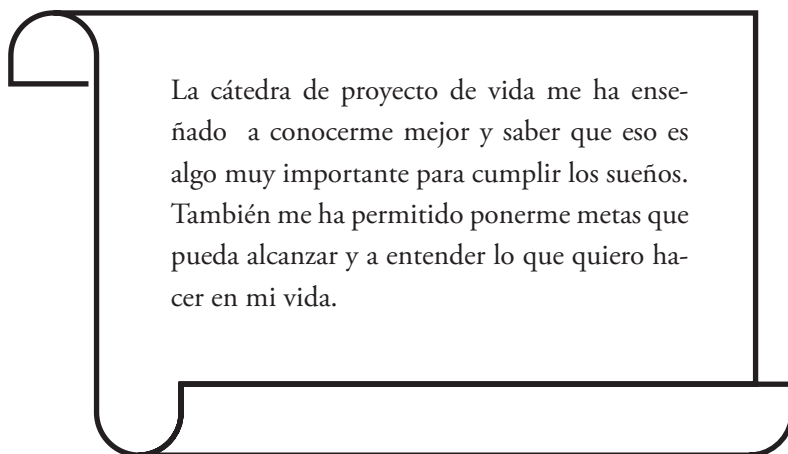 La cátedra de proyecto de vida me ha ense-
ñado  a conocerme mejor y saber que eso es
algo muy importante para cumplir los sueños.
También me ha permitido ponerme metas que
pueda alcanzar y a entender lo que quiero ha-
cer en mi vida.